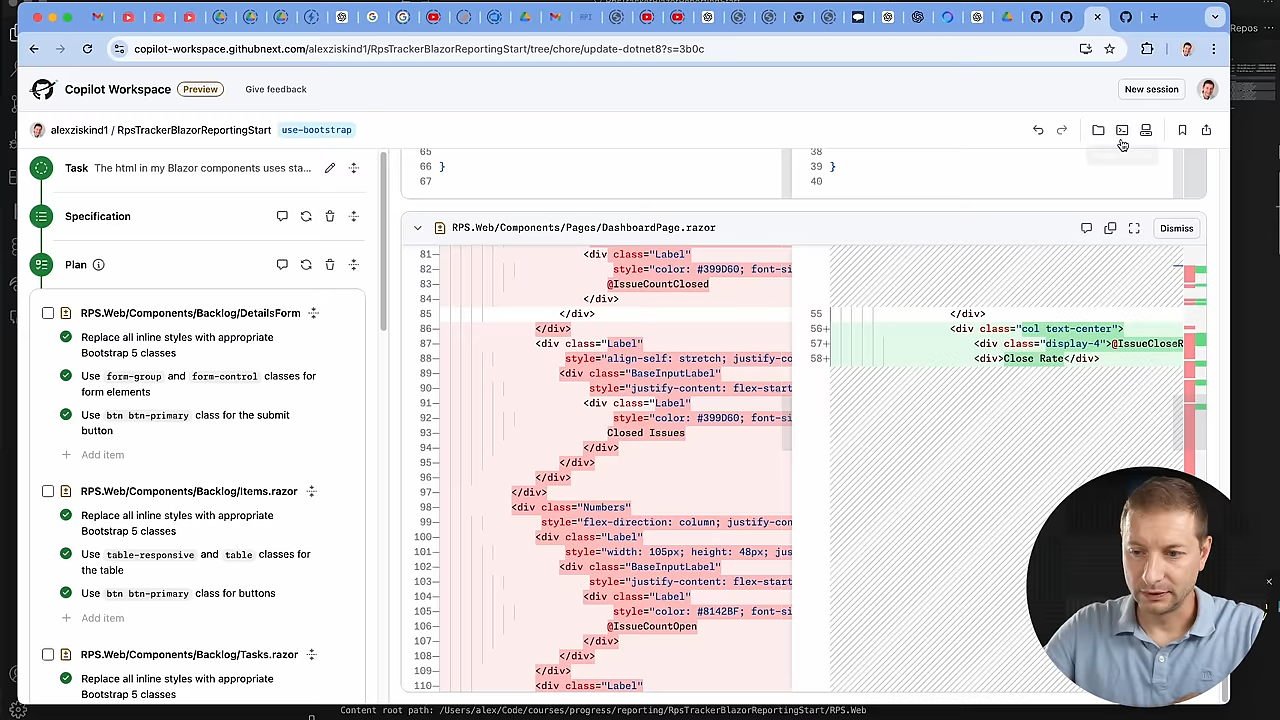 Repos
copilot-workspace.githubnext.com/alexziskind1/RpsTrackerBlazorReportingStart/tree/chore/update-dotnet8?s=3b0c
Copilot Workspace Preview Give feedback New session
alexziskind1 / RpsTrackerBlazorReportingStart use-bootstrap
Task The html in my Blazor components uses sta...
Specification
Plan
RPS.Web/Components/Backlog/DetailsForm
Replace all inline styles with appropriate
Bootstrap 5 classes
Use form-group and form-control classes for
form elements
Use btn btn-primary class for the submit
button
Add item
RPS.Web/Components/Backlog/Items.razor
Replace all inline styles with appropriate
Bootstrap 5 classes
Use table-responsive and table classes for
the table
Use btn btn-primary class for buttons
Add item
RPS.Web/Components/Backlog/Tasks.razor
Replace all inline styles with appropriate
Bootstrap 5 classes
65
66 }
67
38
39 }
40
RPS.Web/Components/Pages/DashboardPage.razor Dismiss
81− <div class="Label"
82− style="color: #399D60; font-si
83− @IssueCountClosed
84− </div>
85 </div>
86− </div>
87− <div class="Label"
88− style="align-self: stretch; justify-co
89− <div class="BaseInputLabel"
90− style="justify-content: flex-start
91− <div class="Label"
92− style="color: #399D60; font-si
93− Closed Issues
94− </div>
95− </div>
96− </div>
97− </div>
98− <div class="Numbers"
99− style="flex-direction: column; justify-con
100− <div class="Label"
101− style="width: 105px; height: 48px; jus
102− <div class="BaseInputLabel"
103− style="justify-content: flex-start
104− <div class="Label"
105− style="color: #8142BF; font-si
106− @IssueCountOpen
107− </div>
108− </div>
109− </div>
110− <div class="Label"
55 </div>
56+ <div class="col text-center">
57+ <div class="display-4">@IssueCloseR
58+ <div>Close Rate</div>
Content root path: /Users/alex/Code/courses/progress/reporting/RpsTrackerBlazorReportingStart/RPS.Web